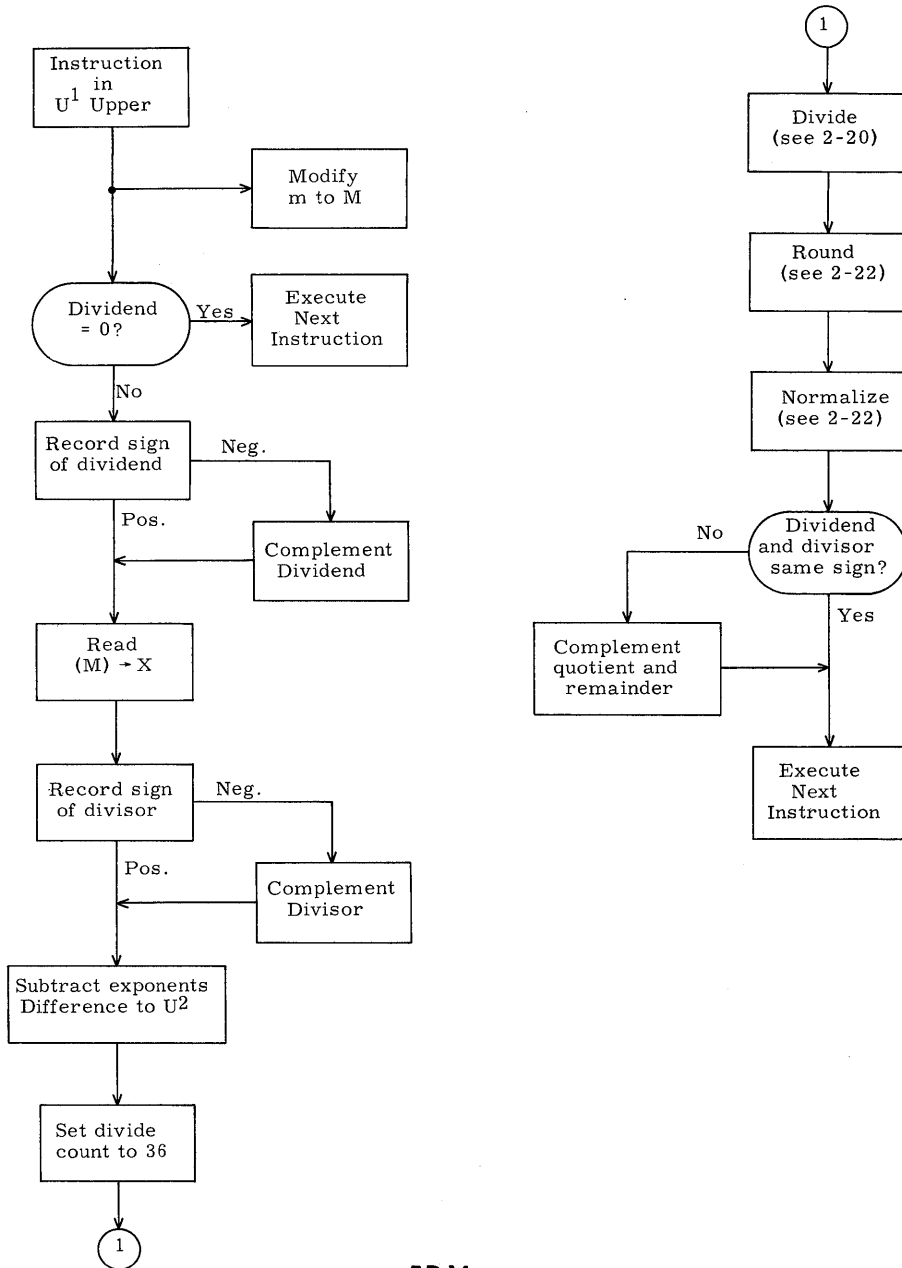 Instruction
in
U¹ Upper
Modify
m to M
Dividend
= 0?
Yes
Execute
Next
Instruction
No
Record sign
of dividend
Neg.
Pos.
Complement
Dividend
Read
(M) → X
Record sign
of divisor
Neg.
Pos.
Complement
Divisor
Subtract exponents
Difference to U²
Set divide
count to 36
1
1
Divide
(see 2-20)
Round
(see 2-22)
Normalize
(see 2-22)
Dividend
and divisor
same sign?
No
Yes
Complement
quotient and
remainder
Execute
Next
Instruction